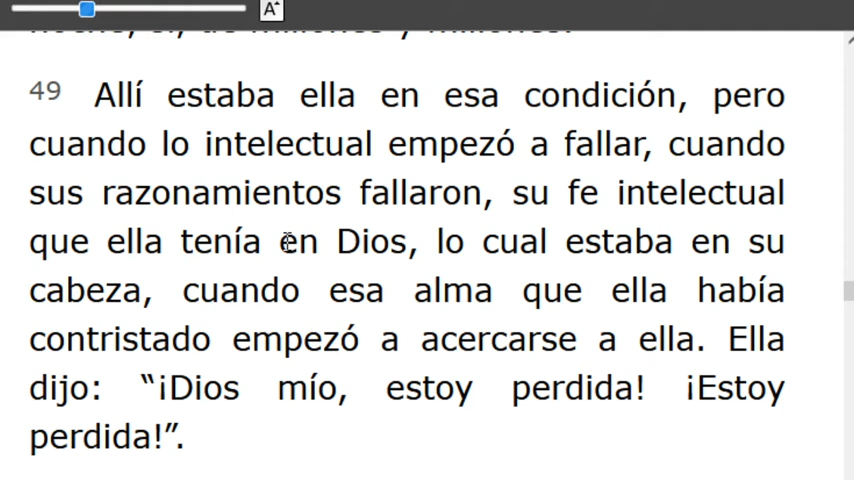 A
49 Allí estaba ella en esa condición, pero
cuando lo intelectual empezó a fallar, cuando
sus razonamientos fallaron, su fe intelectual
que ella tenía en Dios, lo cual estaba en su
cabeza, cuando esa alma que ella había
contristado empezó a acercarse a ella. Ella
dijo: “¡Dios mío, estoy perdida! ¡Estoy
perdida!”.